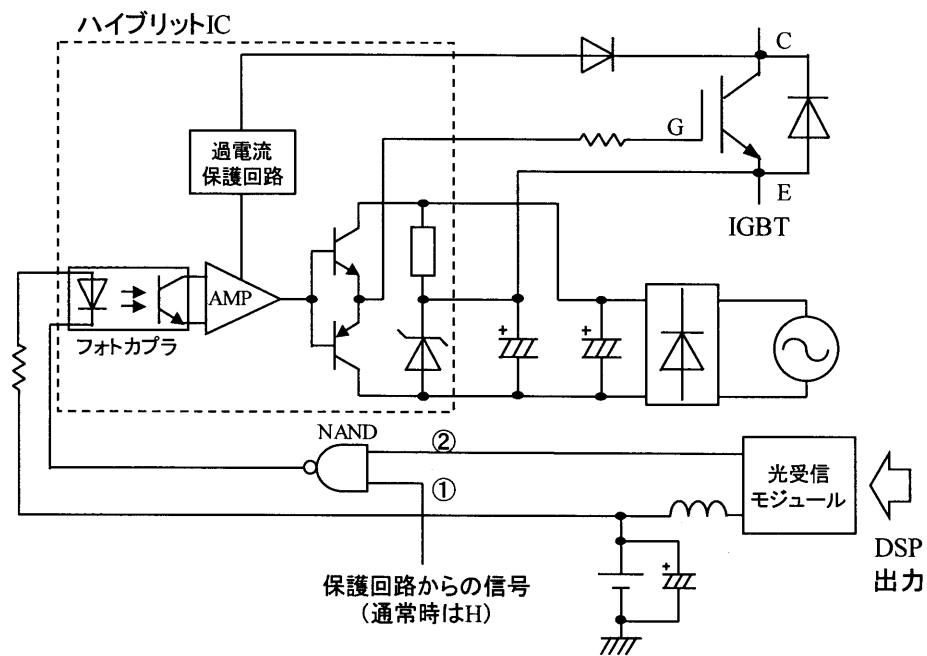 ハイブリットIC
C
G
過電流
保護回路
E
IGBT
AMP
フォトカプラ
+
+
NAND
②
①
光受信
モジュール
DSP
出力
+
保護回路からの信号
(通常時はH)